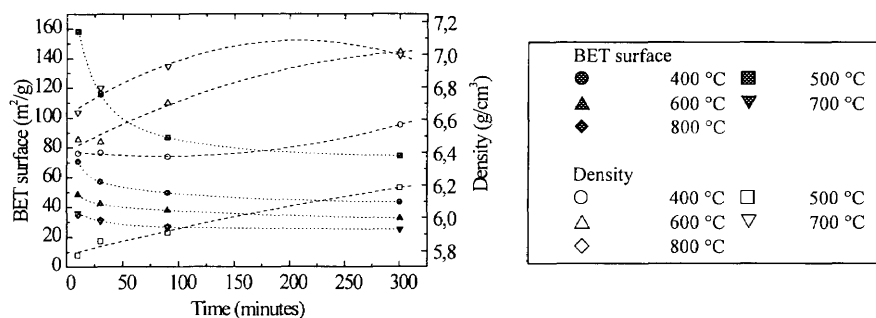 160
140
120
100
80
60
40
20
0
BET surface (m²/g)
7,2
7,0
6,8
6,6
6,4
6,2
6,0
5,8
Density (g/cm³)
0 50 100 150 200 250 300
Time (minutes)
BET surface
400 °C 500 °C
600 °C 700 °C
800 °C
Density
400 °C 500 °C
600 °C 700 °C
800 °C